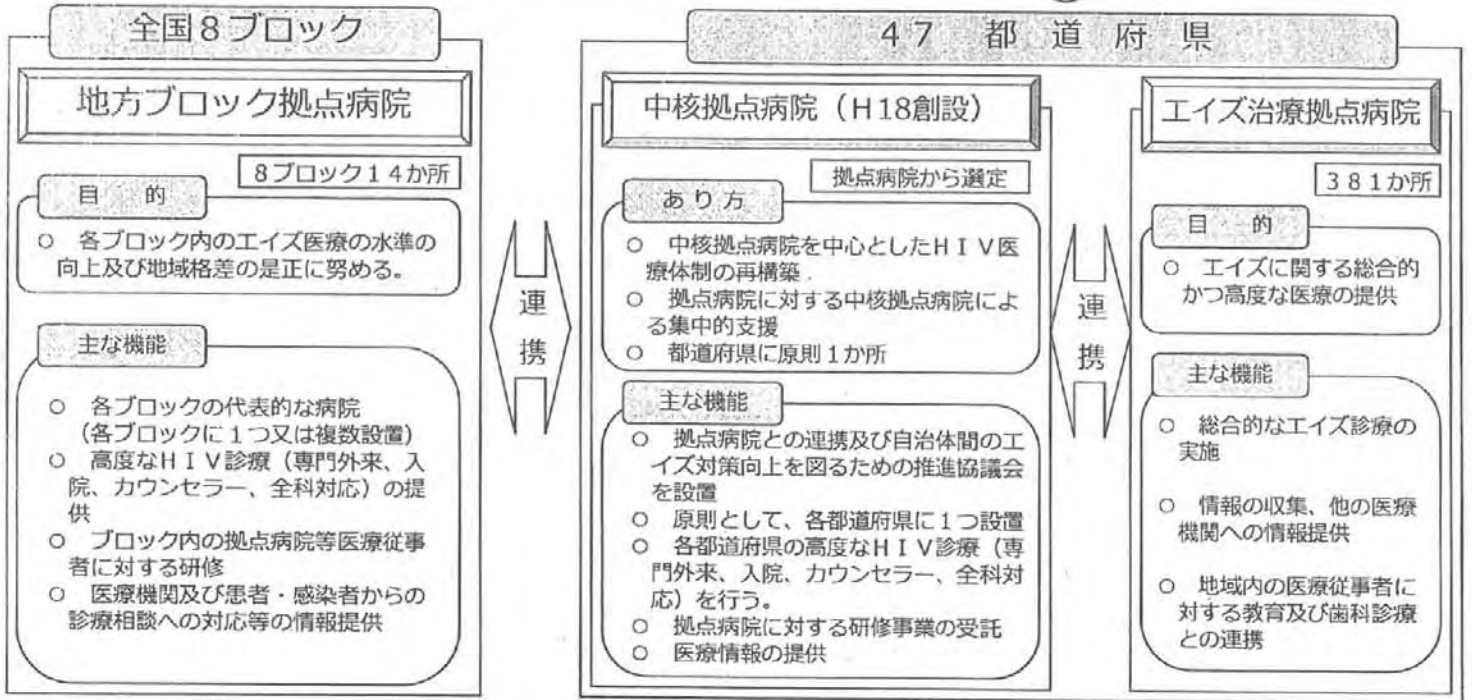 全国８ブロック
地方ブロック拠点病院
８ブロック１４か所
目　的
○　各ブロック内のエイズ医療の水準の
向上及び地域格差の是正に努める。
主な機能
○　各ブロックの代表的な病院
（各ブロックに１つ又は複数設置）
○　高度なＨＩＶ診療（専門外来、入
院、カウンセラー、全科対応）の提
供
○　ブロック内の拠点病院等医療従事
者に対する研修
○　医療機関及び患者・感染者からの
診療相談への対応等の情報提供
連
携
４７　都　道　府　県
中核拠点病院（Ｈ18創設）
拠点病院から選定
あ り 方
○　中核拠点病院を中心としたＨＩＶ医
療体制の再構築
○　拠点病院に対する中核拠点病院によ
る集中的支援
○　都道府県に原則１か所
主な機能
○　拠点病院との連携及び自治体間のエ
イズ対策向上を図るための推進協議会
を設置
○　原則として、各都道府県に１つ設置
○　各都道府県の高度なＨＩＶ診療（専
門外来、入院、カウンセラー、全科対
応）を行う。
○　拠点病院に対する研修事業の受託
○　医療情報の提供
連
携
エイズ治療拠点病院
３８１か所
目　的
○　エイズに関する総合的
かつ高度な医療の提供
主な機能
○　総合的なエイズ診療の
実施
○　情報の収集、他の医療
機関への情報提供
○　地域内の医療従事者に
対する教育及び歯科診療
との連携